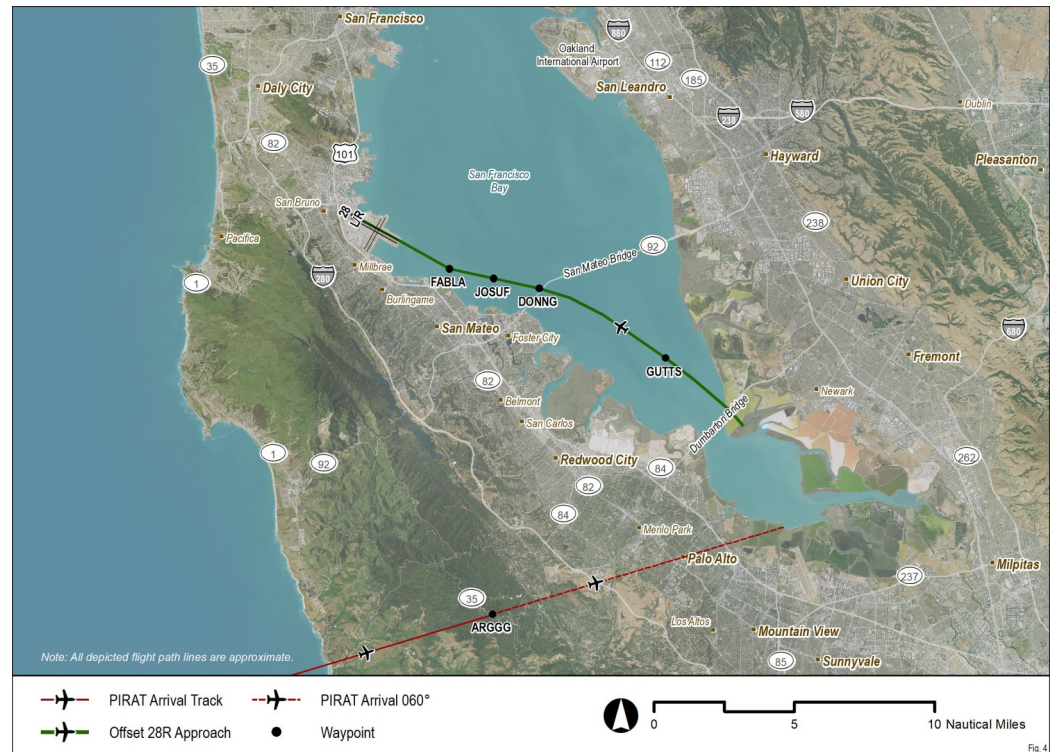 San Francisco
35
Daly City
82
101
San Bruno
Pacifica
1
280
Millbrae
Burlingame
28
L/R
FABLA
JOSUF
DONNG
San Francisco
Bay
Oakland
International Airport
880
112
185
San Leandro
238
580
Dublin
Hayward
Pleasanton
238
92
San Mateo Bridge
Union City
680
San Mateo
Foster City
GUTTS
Fremont
82
Belmont
San Carlos
Newark
Dumbarton Bridge
1
92
Redwood City
84
82
84
262
Menlo Park
Palo Alto
Milpitas
237
35
ARGGG
Los Altos
Mountain View
85
Sunnyvale
Note: All depicted flight path lines are approximate.
PIRAT Arrival Track
PIRAT Arrival 060°
Offset 28R Approach
Waypoint
0
5
10 Nautical Miles
Fig. 4